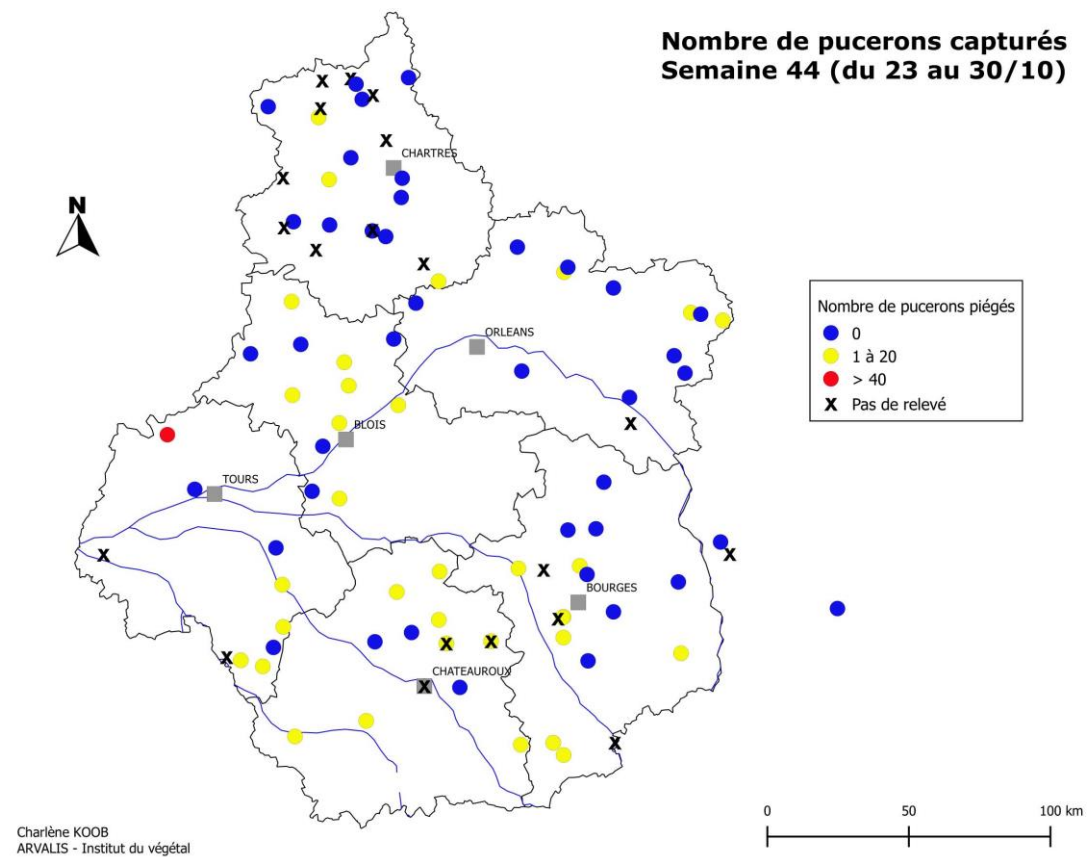 Nombre de pucerons capturés
Semaine 44 (du 23 au 30/10)
CHARTRES
N
ORLEANS
Nombre de pucerons piégés
0
1 à 20
> 40
X Pas de relevé
BLOIS
TOURS
BOURGES
CHATEAUROUX
0 50 100 km
Charlène KOOB
ARVALIS - Institut du végétal